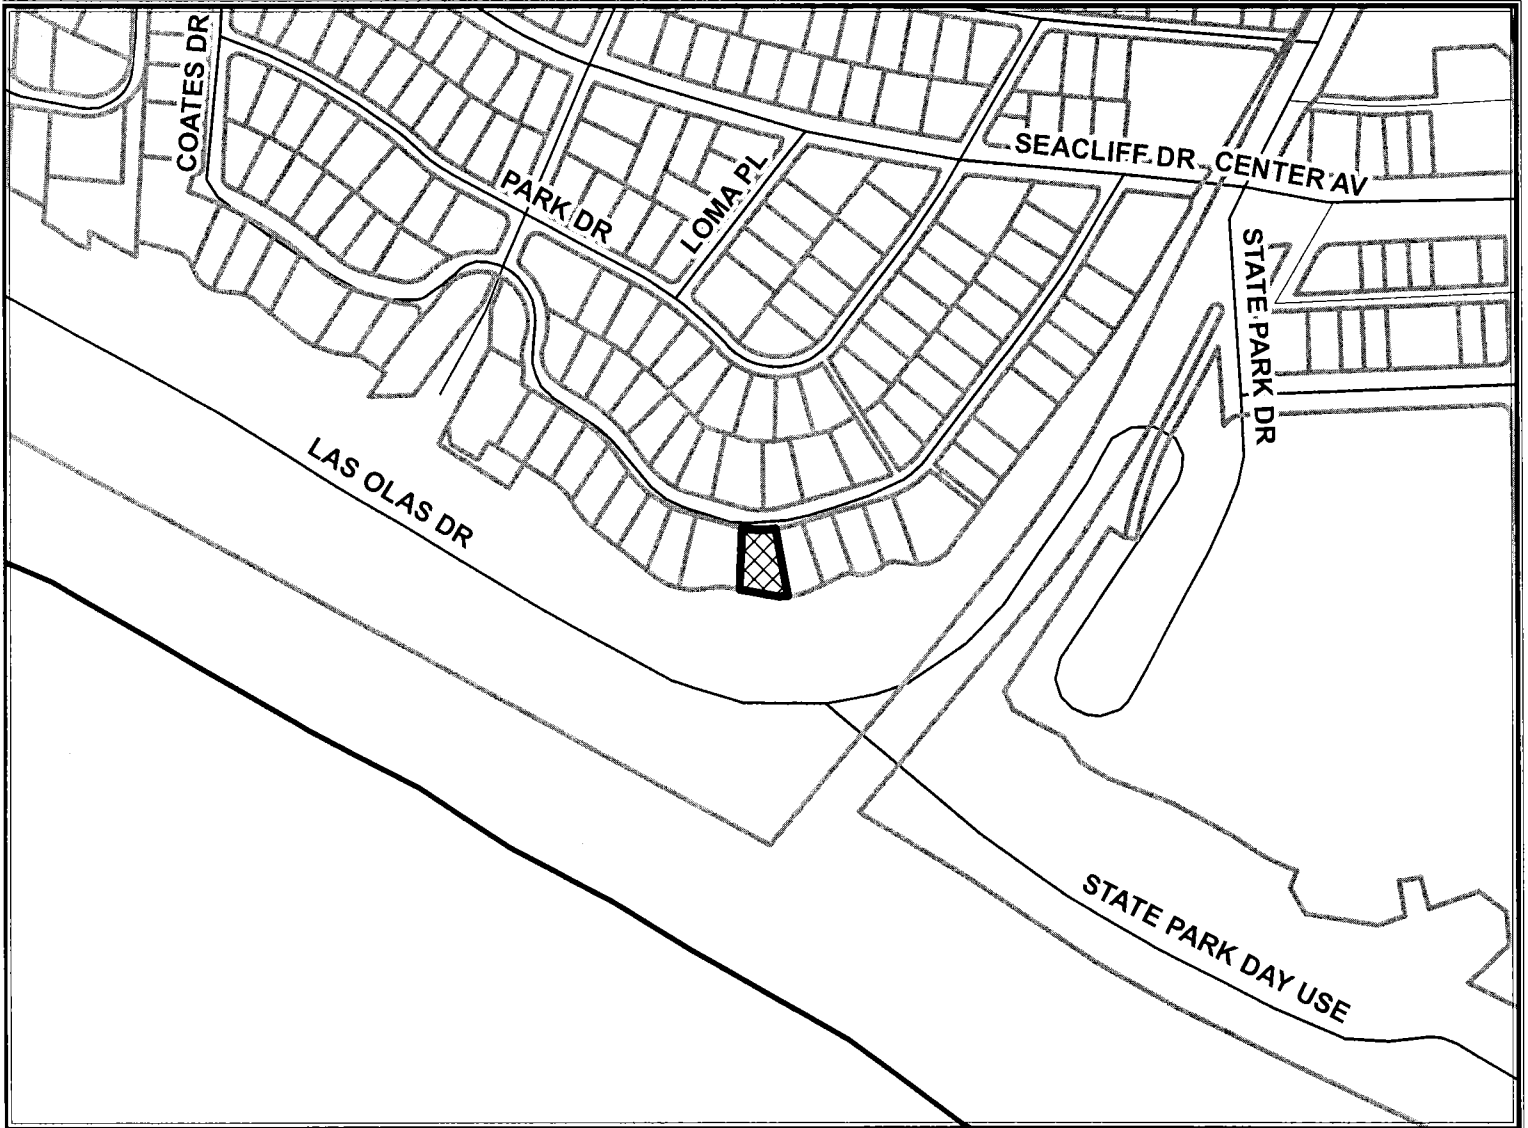 COATES DR
SEACLIFF DR
CENTER AV
PARK DR
LOMA PL
STATE PARK DR
LAS OLAS DR
STATE PARK DAY USE